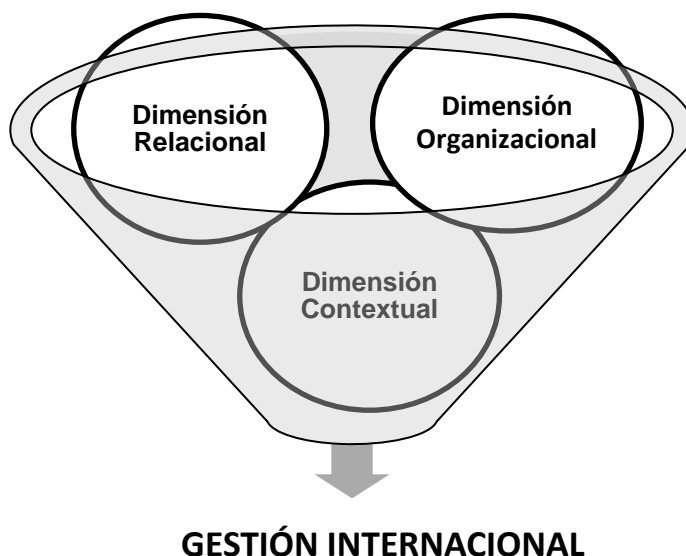 Dimensión
Relacional
Dimensión
Organizacional
Dimensión
Contextual
GESTIÓN INTERNACIONAL